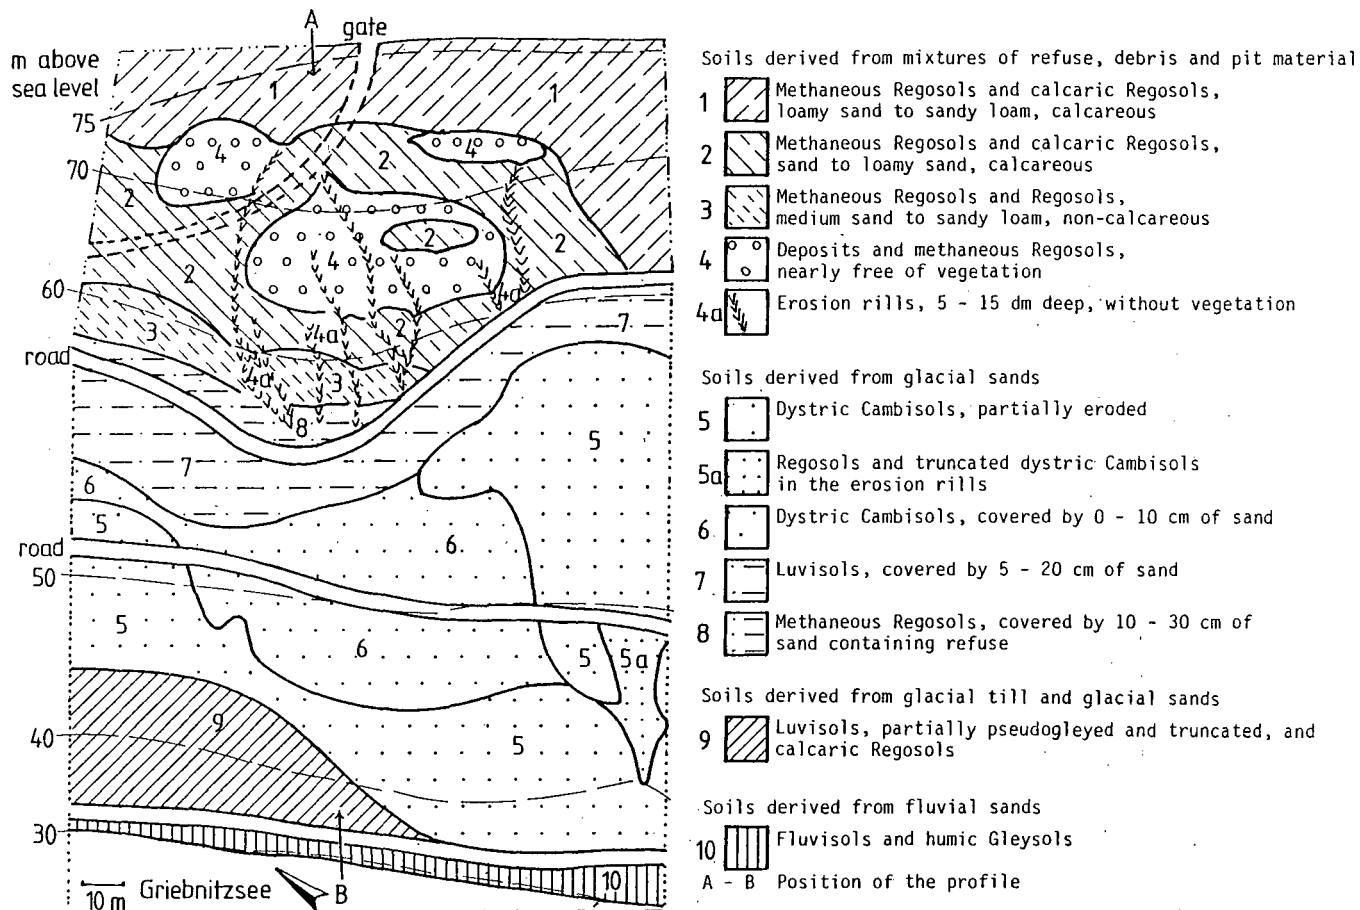 A
gate
m above
sea level
1
1
75
4
2
4
70
2
2
2
4
2
60
4a
7
3
4a
2
road
4a
3
8
5
7
6
5
6
road
50
5
6
5
5a
9
40
5
30
10
10 m
Griebnitzsee
B
Soils derived from mixtures of refuse, debris and pit material
1 Methaneous Regosols and calcaric Regosols,
loamy sand to sandy loam, calcareous
2 Methaneous Regosols and calcaric Regosols,
sand to loamy sand, calcareous
3 Methaneous Regosols and Regosols,
medium sand to sandy loam, non-calcareous
4 Deposits and methaneous Regosols,
nearly free of vegetation
4a Erosion rills, 5 - 15 dm deep, without vegetation
Soils derived from glacial sands
5 Dystric Cambisols, partially eroded
5a Regosols and truncated dystric Cambisols
in the erosion rills
6 Dystric Cambisols, covered by 0 - 10 cm of sand
7 Luvisols, covered by 5 - 20 cm of sand
8 Methaneous Regosols, covered by 10 - 30 cm of
sand containing refuse
Soils derived from glacial till and glacial sands
9 Luvisols, partially pseudogleyed and truncated, and
calcaric Regosols
Soils derived from fluvial sands
10 Fluvisols and humic Gleysols
A - B Position of the profile